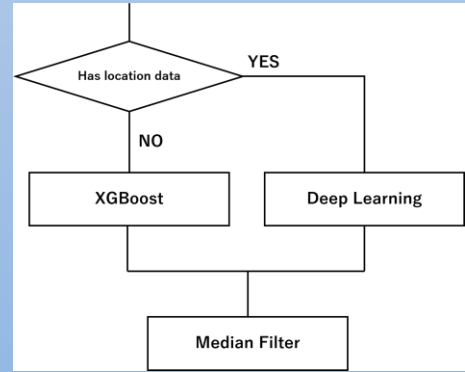 Has location data
YES
NO
XGBoost
Deep Learning
Median Filter